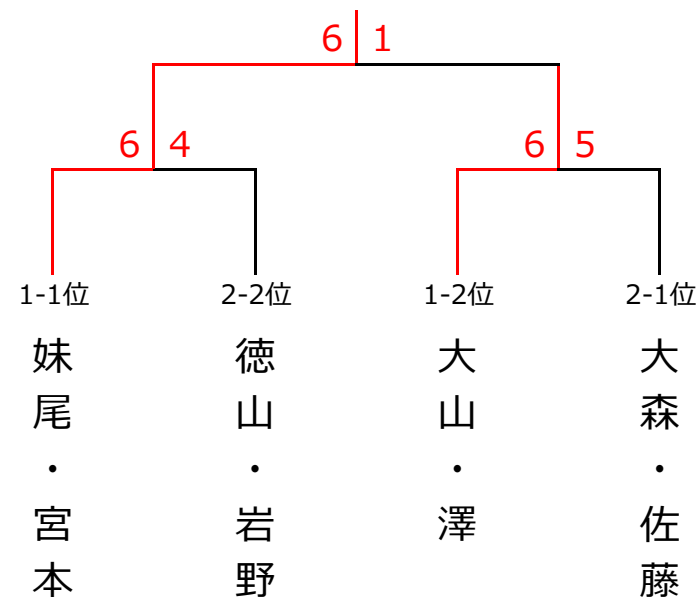 6 1
6 4
6 5
1-1位
2-2位
1-2位
2-1位
妹尾・宮本
徳山・岩野
大山・澤
大森・佐藤